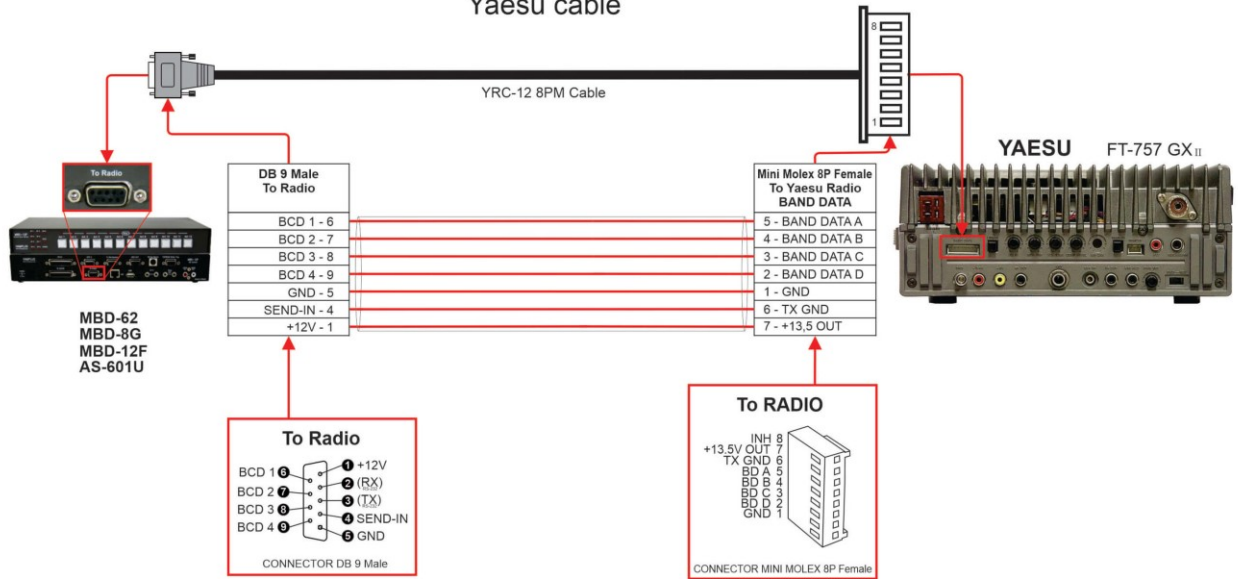 Yaesu cable
8
YRC-12 8PM Cable
1
To Radio
YAESU FT-757 GX II
DB 9 Male
To Radio
BCD 1 - 6
BCD 2 - 7
BCD 3 - 8
BCD 4 - 9
GND - 5
SEND-IN - 4
+12V - 1
Mini Molex 8P Female
To Yaesu Radio
BAND DATA
5 - BAND DATA A
4 - BAND DATA B
3 - BAND DATA C
2 - BAND DATA D
1 - GND
6 - TX GND
7 - +13,5 OUT
MBD-62
MBD-8G
MBD-12F
AS-601U
To Radio
BCD 1 6
BCD 2 7
BCD 3 8
BCD 4 9
1 +12V
2 (RX)
3 (TX)
4 SEND-IN
5 GND
CONNECTOR DB 9 Male
To RADIO
INH 8
+13.5V OUT 7
TX GND 6
BD A 5
BD B 4
BD C 3
BD D 2
GND 1
CONNECTOR MINI MOLEX 8P Female